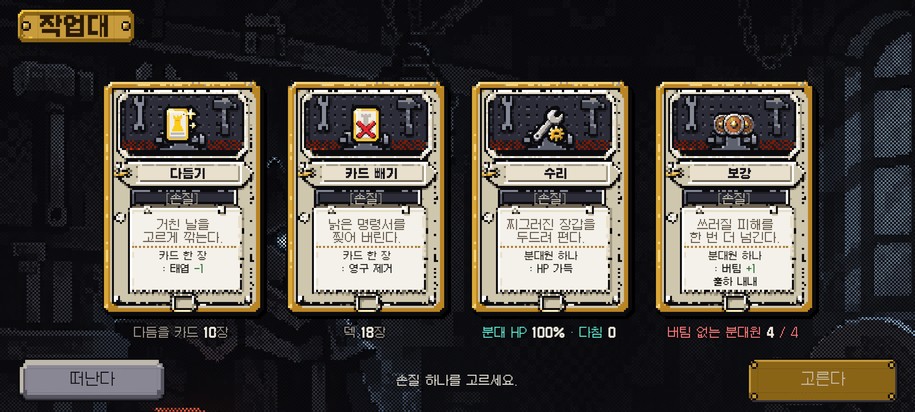 작업대
다듬기
[손질]
거친 날을
고르게 깎는다.
카드 한 장
: 태엽 -1
다듬을 카드 10장
카드 빼기
[손질]
낡은 명령서를
찢어 버린다.
카드 한 장
: 영구 제거
덱 18장
수리
[손질]
찌그러진 장갑을
두드려 편다.
분대원 하나
: HP 가득
분대 HP 100% · 다침 0
보강
[손질]
쓰러질 피해를
한 번 더 넘긴다.
분대원 하나
: 버팀 +1
출하 내내
버팀 없는 분대원 4 / 4
떠난다
손질 하나를 고르세요.
고른다